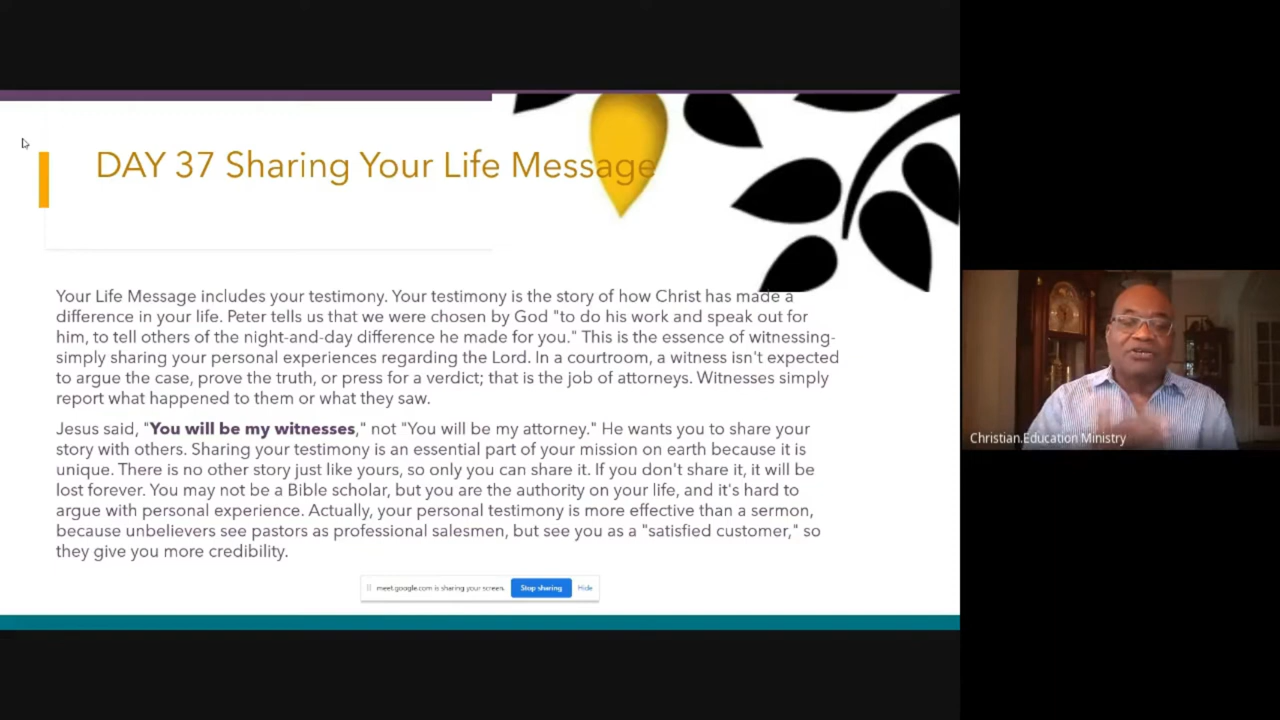 DAY 37 Sharing Your Life Message
Your Life Message includes your testimony. Your testimony is the story of how Christ has made a
difference in your life. Peter tells us that we were chosen by God "to do his work and speak out for
him, to tell others of the night-and-day difference he made for you." This is the essence of witnessing-
simply sharing your personal experiences regarding the Lord. In a courtroom, a witness isn't expected
to argue the case, prove the truth, or press for a verdict; that is the job of attorneys. Witnesses simply
report what happened to them or what they saw.
Jesus said, "You will be my witnesses," not "You will be my attorney." He wants you to share your
story with others. Sharing your testimony is an essential part of your mission on earth because it is
unique. There is no other story just like yours, so only you can share it. If you don't share it, it will be
lost forever. You may not be a Bible scholar, but you are the authority on your life, and it's hard to
argue with personal experience. Actually, your personal testimony is more effective than a sermon,
because unbelievers see pastors as professional salesmen, but see you as a "satisfied customer," so
they give you more credibility.
meet.google.com is sharing your screen. Stop sharing Hide
Christian.Education Ministry